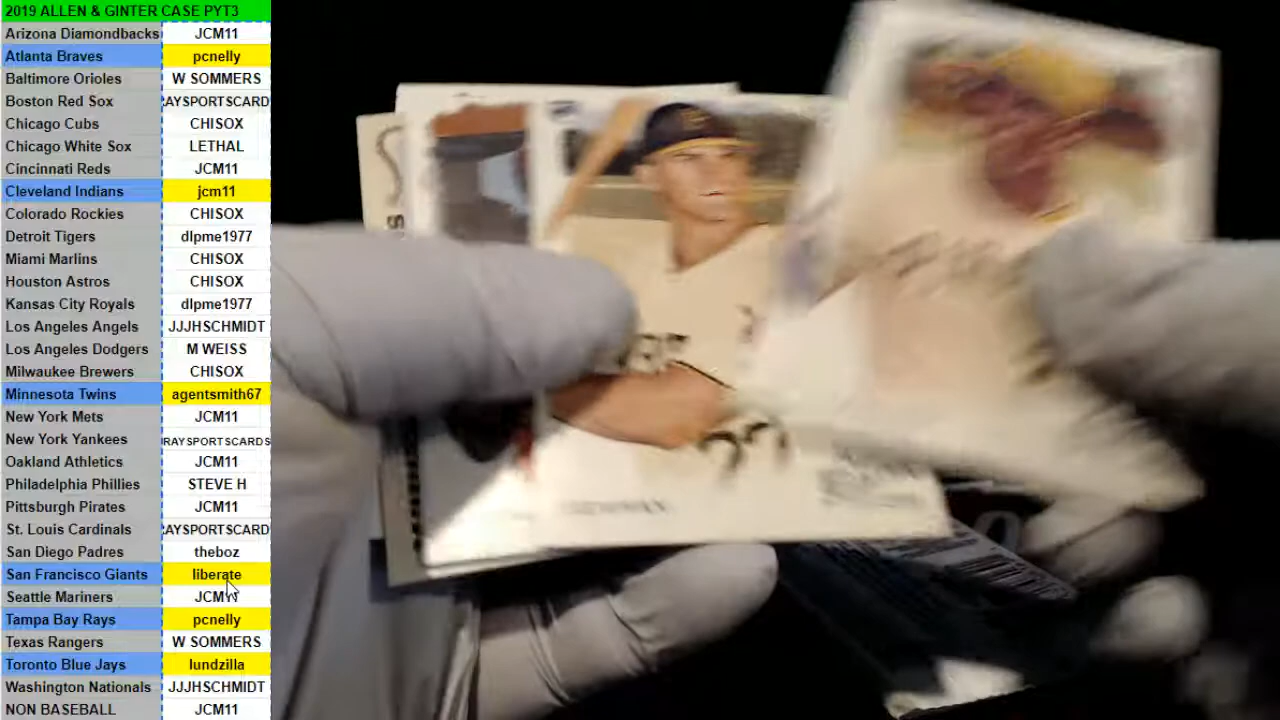 2019 ALLEN & GINTER CASE PYT3
Arizona Diamondbacks JCM11
Atlanta Braves pcnelly
Baltimore Orioles W SOMMERS
Boston Red Sox RAYSPORTSCARD
Chicago Cubs CHISOX
Chicago White Sox LETHAL
Cincinnati Reds JCM11
Cleveland Indians jcm11
Colorado Rockies CHISOX
Detroit Tigers dlpme1977
Miami Marlins CHISOX
Houston Astros CHISOX
Kansas City Royals dlpme1977
Los Angeles Angels JJJHSCHMIDT
Los Angeles Dodgers M WEISS
Milwaukee Brewers CHISOX
Minnesota Twins agentsmith67
New York Mets JCM11
New York Yankees RAYSPORTSCARDS
Oakland Athletics JCM11
Philadelphia Phillies STEVE H
Pittsburgh Pirates JCM11
St. Louis Cardinals RAYSPORTSCARD
San Diego Padres theboz
San Francisco Giants liberate
Seattle Mariners JCM11
Tampa Bay Rays pcnelly
Texas Rangers W SOMMERS
Toronto Blue Jays lundzilla
Washington Nationals JJJHSCHMIDT
NON BASEBALL JCM11